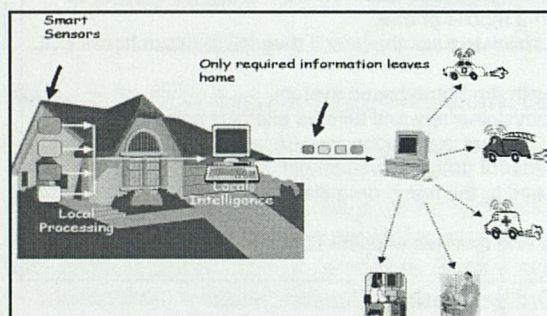 Smart
Sensors
Only required information leaves
home
Local
Intelligence
Local
Processing